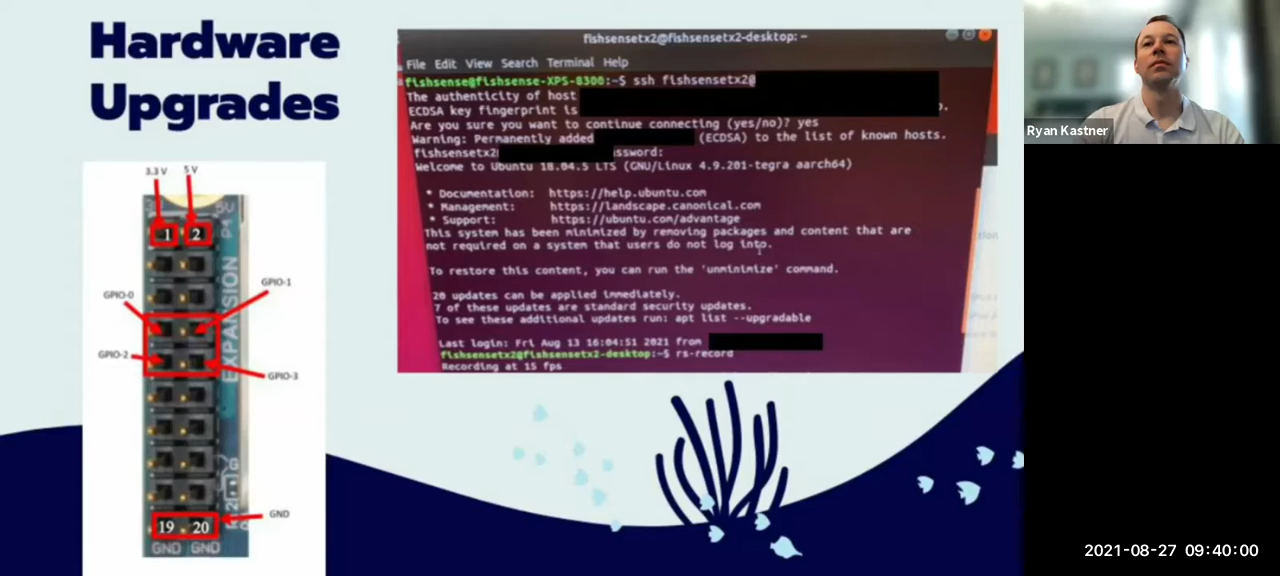 Hardware
Upgrades
3.3 V
5 V
1
2
P4
EXPANSION
GPIO-0
GPIO-1
GPIO-2
GPIO-3
19
20
GND
GND
GND
fishsensetx2@fishsensetx2-desktop: ~
File Edit View Search Terminal Help
fishsense@fishsense-XPS-8300:~$ ssh fishsensetx2@
The authenticity of host
ECDSA key fingerprint is
Are you sure you want to continue connecting (yes/no)? yes
Warning: Permanently added (ECDSA) to the list of known hosts.
fishsensetx2 ssword:
Welcome to Ubuntu 18.04.5 LTS (GNU/Linux 4.9.201-tegra aarch64)
* Documentation: https://help.ubuntu.com
* Management: https://landscape.canonical.com
* Support: https://ubuntu.com/advantage
This system has been minimized by removing packages and content that are
not required on a system that users do not log into.
To restore this content, you can run the 'unminimize' command.
20 updates can be applied immediately.
7 of these updates are standard security updates.
To see these additional updates run: apt list --upgradable
Last login: Fri Aug 13 16:04:51 2021 from
fishsensetx2@fishsensetx2-desktop:~$ rs-record
Recording at 15 fps
Ryan Kastner
2021-08-27 09:40:00